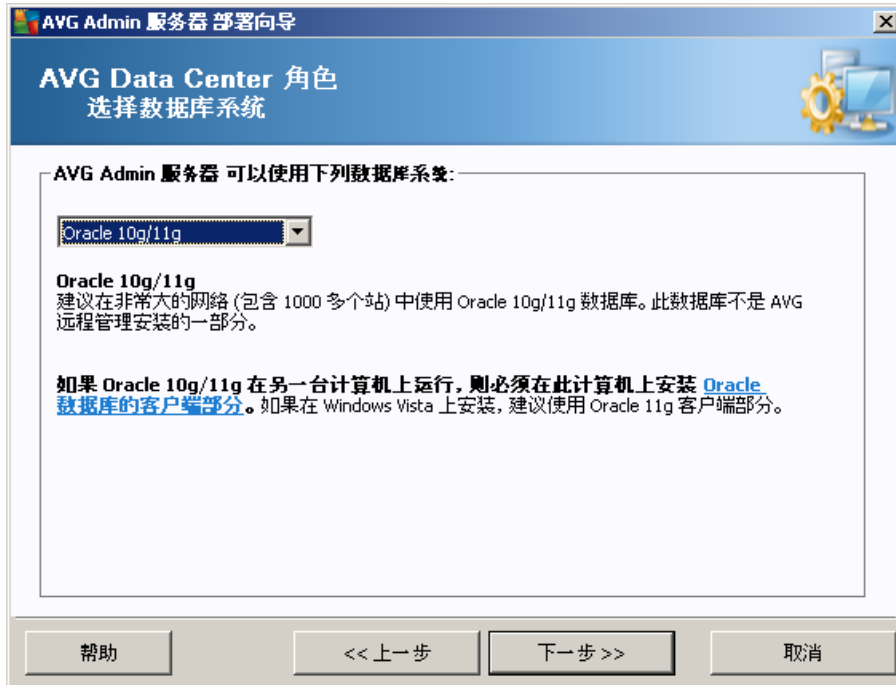 AVG Admin 服务器 部署向导
AVG Data Center 角色
选择数据库系统
AVG Admin 服务器 可以使用下列数据库系统:
Oracle 10g/11g
Oracle 10g/11g
建议在非常大的网络 (包含 1000 多个站) 中使用 Oracle 10g/11g 数据库。此数据库不是 AVG
远程管理安装的一部分。
如果 Oracle 10g/11g 在另一台计算机上运行，则必须在此计算机上安装 Oracle
数据库的客户端部分。如果在 Windows Vista 上安装，建议使用 Oracle 11g 客户端部分。
帮助
<< 上一步
下一步 >>
取消